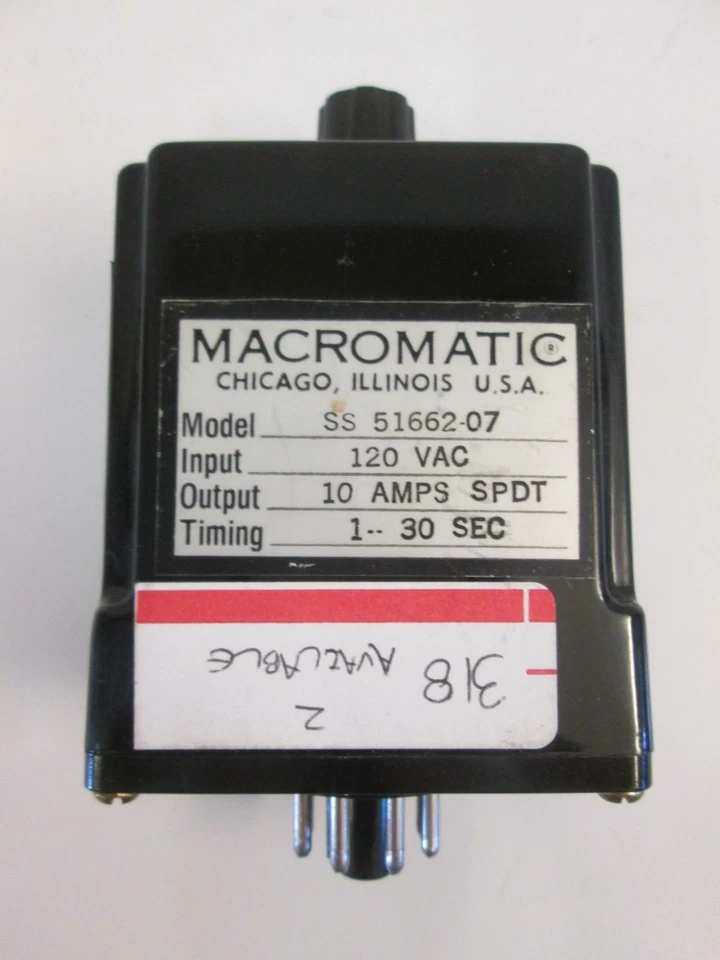 MACROMATIC®
CHICAGO, ILLINOIS U.S.A.
Model SS 51662-07
Input 120 VAC
Output 10 AMPS SPDT
Timing 1-- 30 SEC
2
318 AVAILABLE